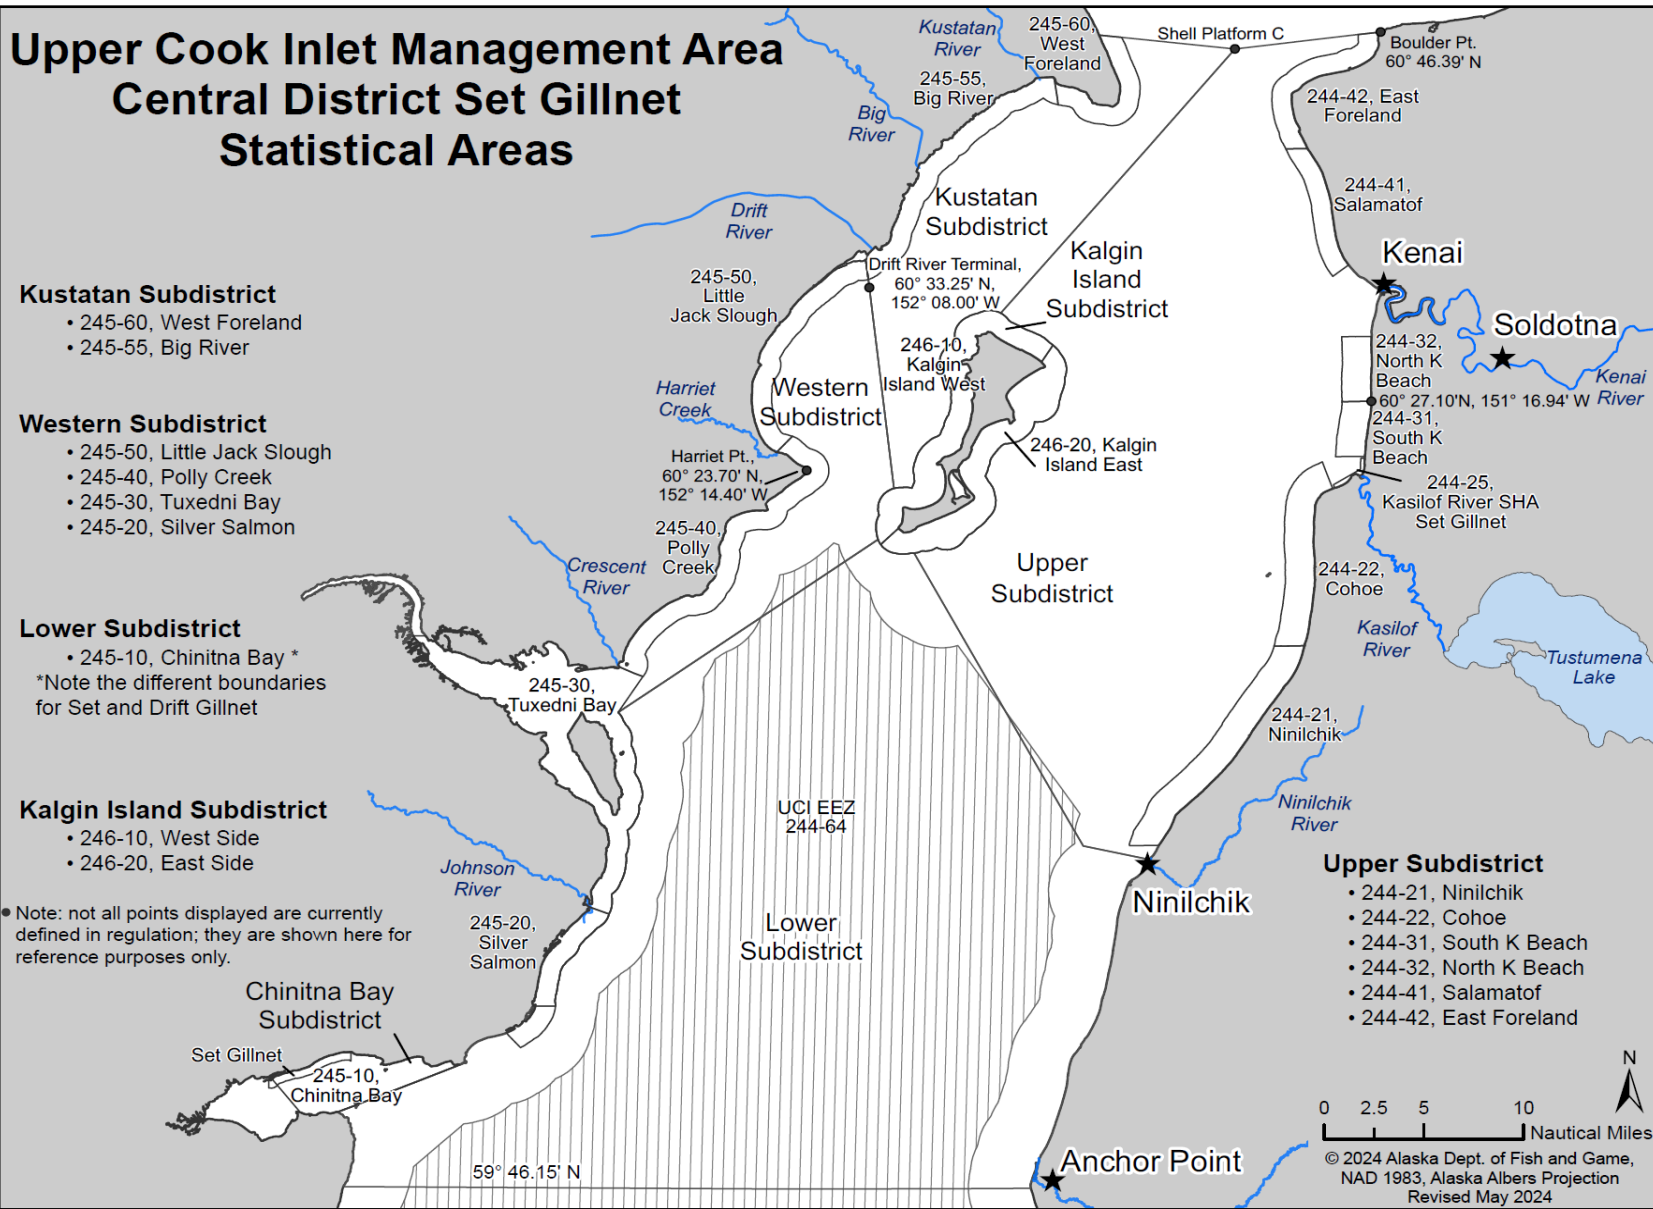 Upper Cook Inlet Management Area
Central District Set Gillnet
Statistical Areas
Kustatan
River
245-60,
West
Foreland
Shell Platform C
Boulder Pt.
60° 46.39' N
245-55,
Big River
Big
River
244-42, East
Foreland
244-41,
Salamatof
Kustatan
Subdistrict
Drift
River
Kalgin
Island
Subdistrict
Kenai
Drift River Terminal,
60° 33.25' N,
152° 08.00' W
245-50,
Little
Jack Slough
Kustatan Subdistrict
• 245-60, West Foreland
• 245-55, Big River
Soldotna
246-10,
Kalgin
Island West
244-32,
North K
Beach
Kenai
River
Western
Subdistrict
Harriet
Creek
60° 27.10'N, 151° 16.94' W
244-31,
South K
Beach
Western Subdistrict
• 245-50, Little Jack Slough
• 245-40, Polly Creek
• 245-30, Tuxedni Bay
• 245-20, Silver Salmon
Harriet Pt.,
60° 23.70' N,
152° 14.40' W
246-20, Kalgin
Island East
244-25,
Kasilof River SHA
Set Gillnet
245-40,
Polly
Creek
Crescent
River
Upper
Subdistrict
244-22,
Cohoe
Kasilof
River
Tustumena
Lake
Lower Subdistrict
• 245-10, Chinitna Bay *
*Note the different boundaries
for Set and Drift Gillnet
245-30,
Tuxedni Bay
244-21,
Ninilchik
Kalgin Island Subdistrict
• 246-10, West Side
• 246-20, East Side
UCI EEZ
244-64
Ninilchik
River
Johnson
River
Ninilchik
Upper Subdistrict
• 244-21, Ninilchik
• 244-22, Cohoe
• 244-31, South K Beach
• 244-32, North K Beach
• 244-41, Salamatof
• 244-42, East Foreland
Note: not all points displayed are currently
defined in regulation; they are shown here for
reference purposes only.
245-20,
Silver
Salmon
Lower
Subdistrict
Chinitna Bay
Subdistrict
Set Gillnet
245-10,
Chinitna Bay
N
0 2.5 5 10
Nautical Miles
59° 46.15' N
Anchor Point
© 2024 Alaska Dept. of Fish and Game,
NAD 1983, Alaska Albers Projection
Revised May 2024